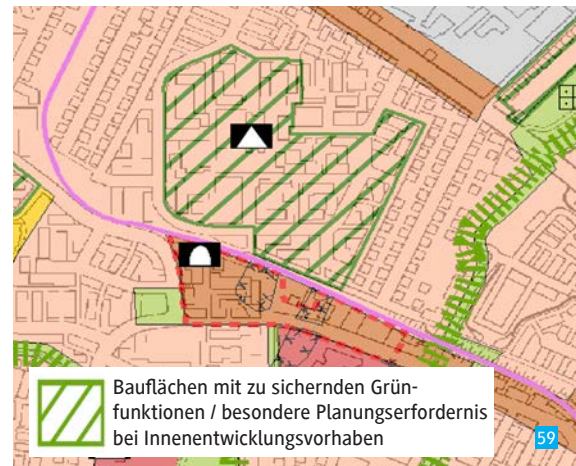 Bauflächen mit zu sichernden Grün-
funktionen / besondere Planungserfordernis
bei Innenentwicklungsvorhaben
59